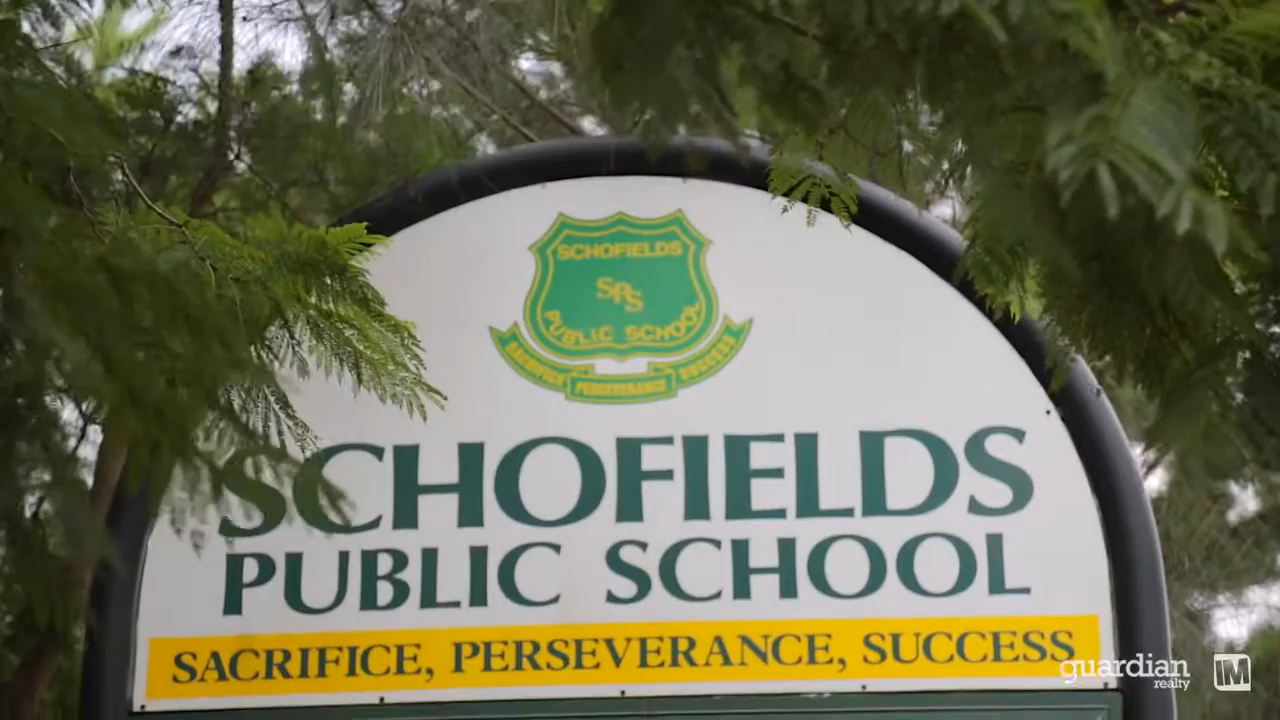 SCHOFIELDS
SPS
PUBLIC SCHOOL
SACRIFICE PERSEVERANCE SUCCESS
SCHOFIELDS
PUBLIC SCHOOL
SACRIFICE, PERSEVERANCE, SUCCESS
guardian
realty
IM